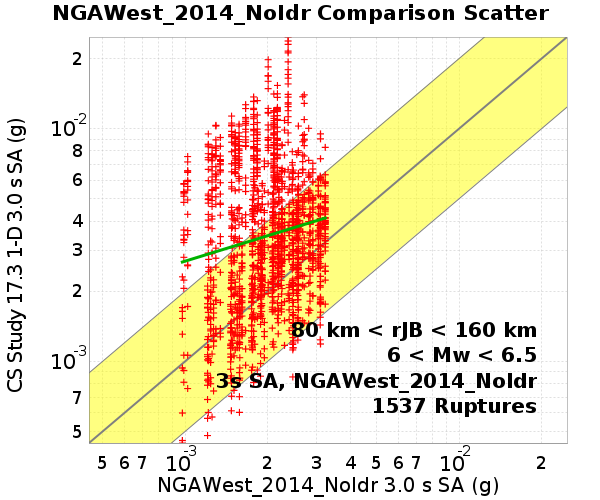 NGAWest_2014_NoIdr Comparison Scatter
CS Study 17.3 1-D 3.0 s SA (g)
2
10^-2
8
6
4
3
2
10^-3
7
5
80 km < rJB < 160 km
6 < Mw < 6.5
3s SA, NGAWest_2014_NoIdr
1537 Ruptures
5 6 7 10^-3 2 3 4 5 6 7 10^-2 2
NGAWest_2014_NoIdr 3.0 s SA (g)